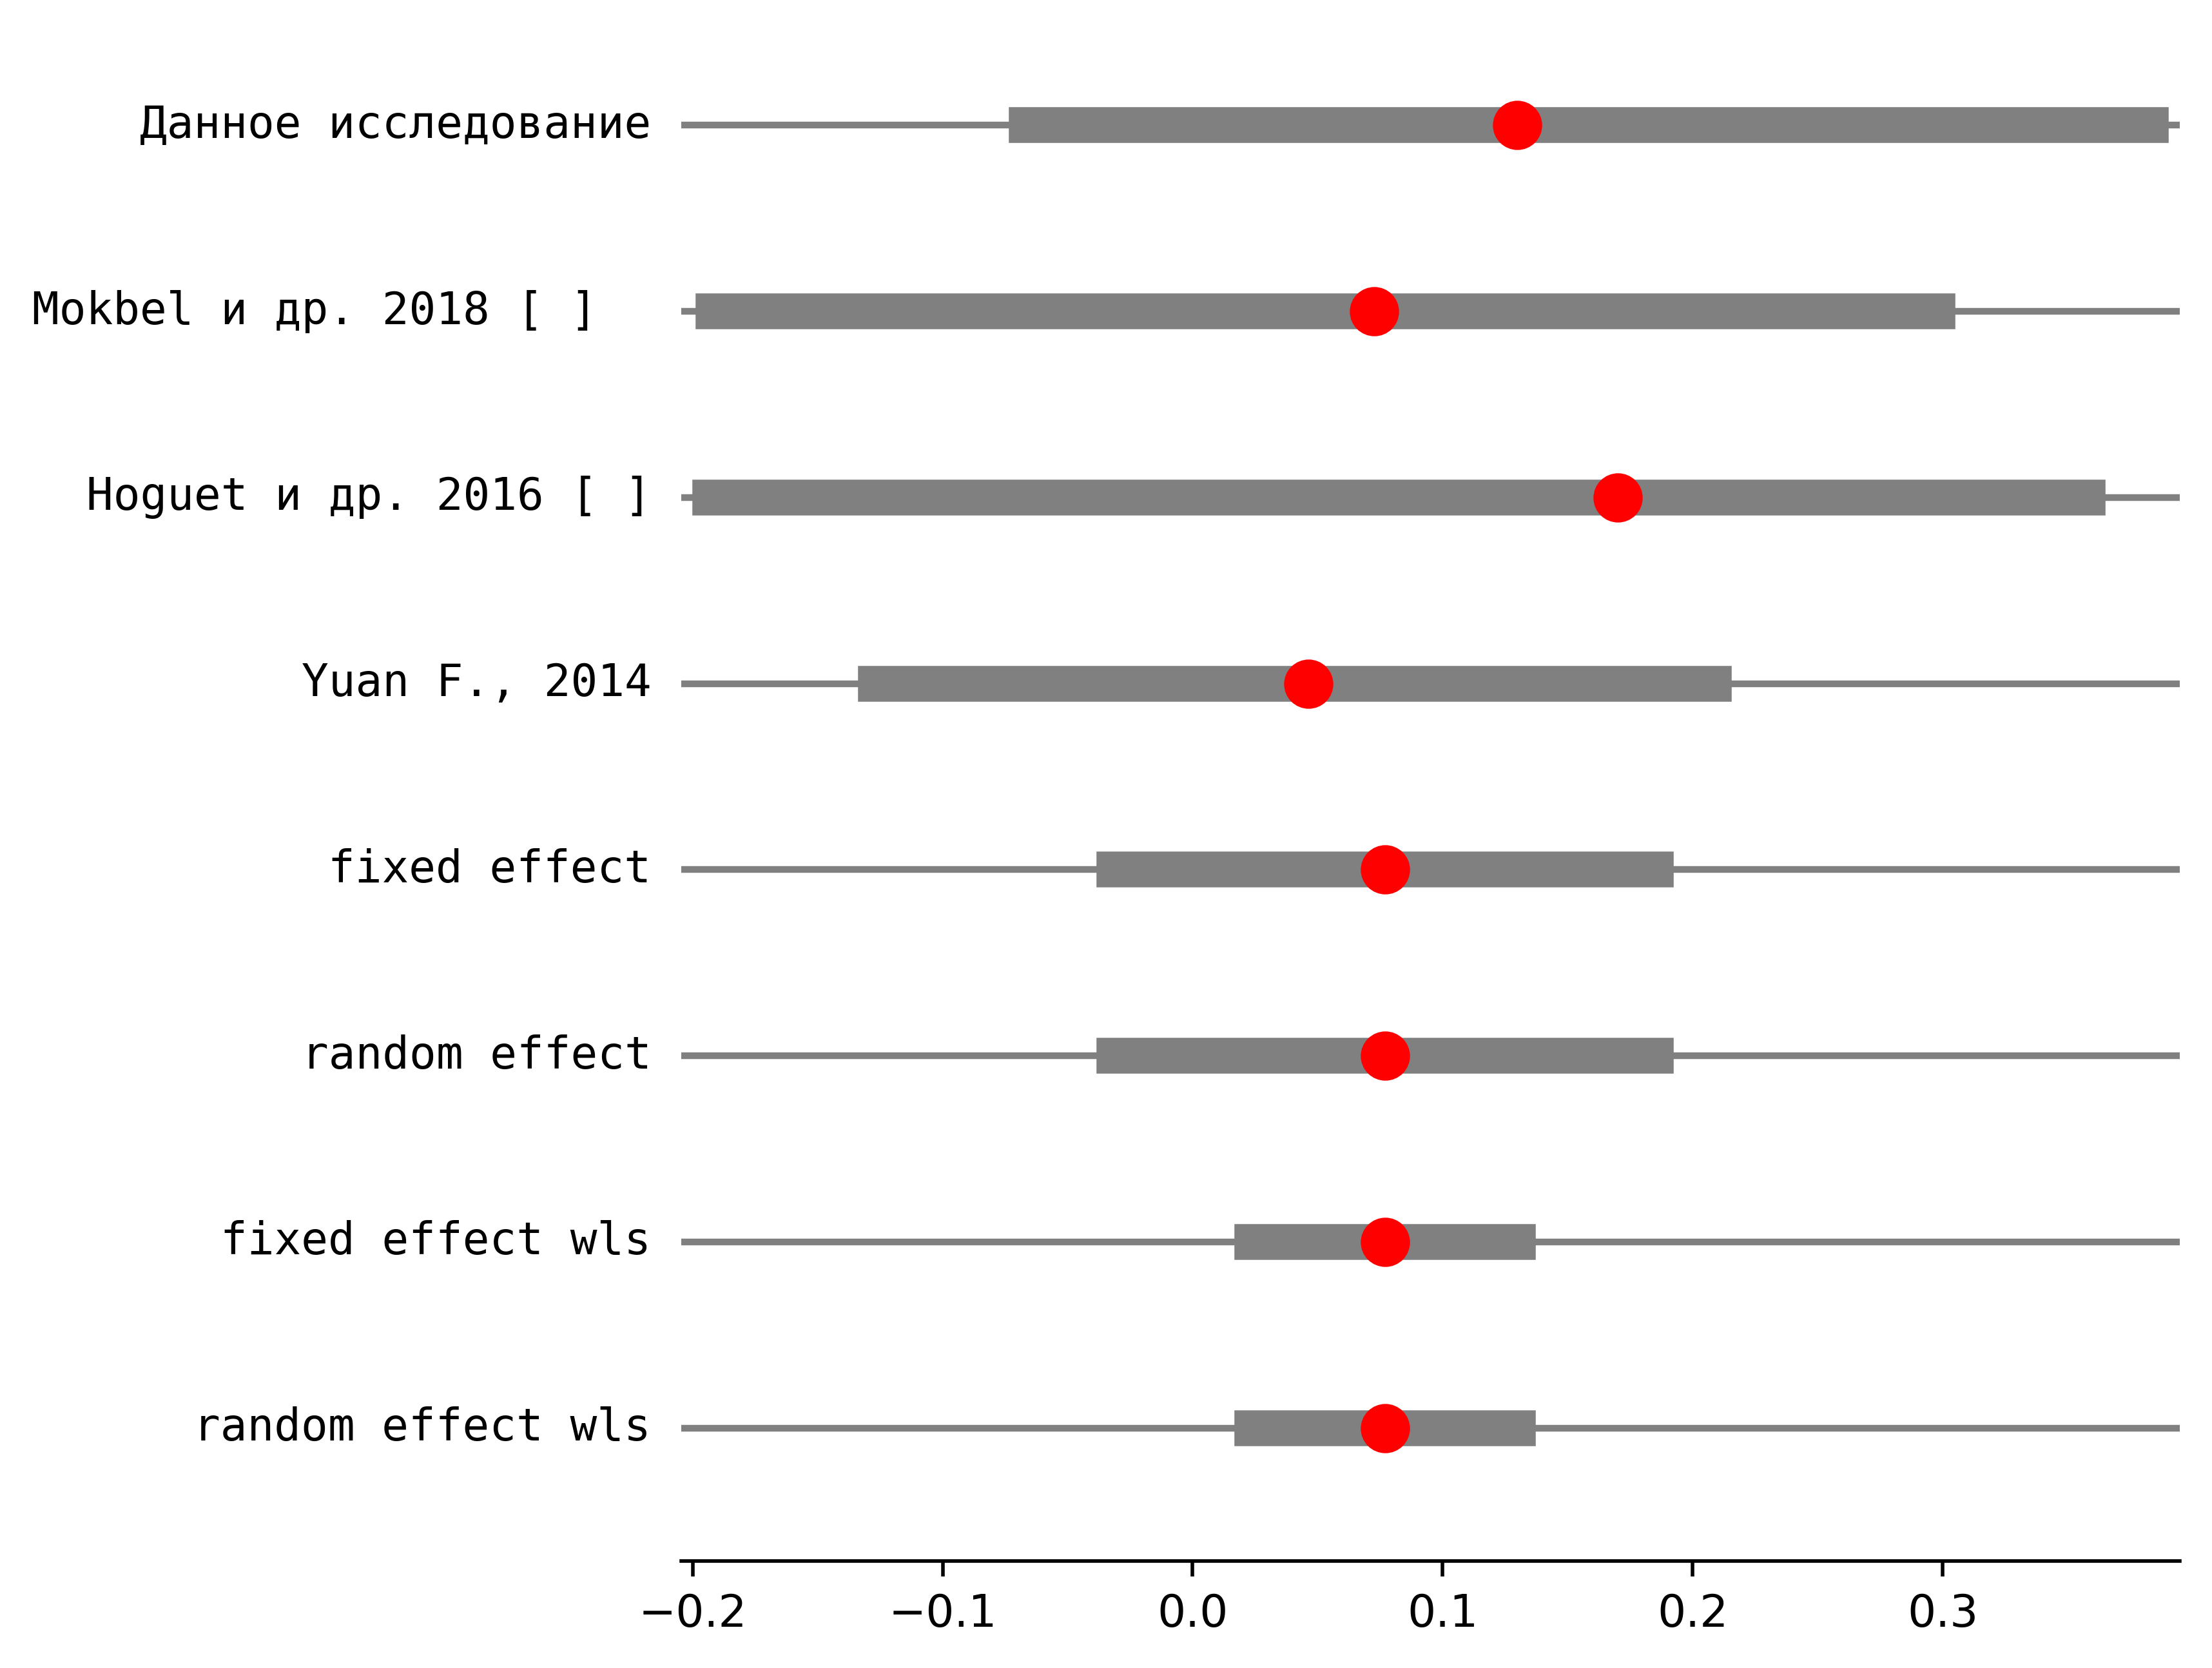 Данное исследование
Mokbel и др. 2018 [ ]
Hoguet и др. 2016 [ ]
Yuan F., 2014
fixed effect
random effect
fixed effect wls
random effect wls
−0.2 −0.1 0.0 0.1 0.2 0.3